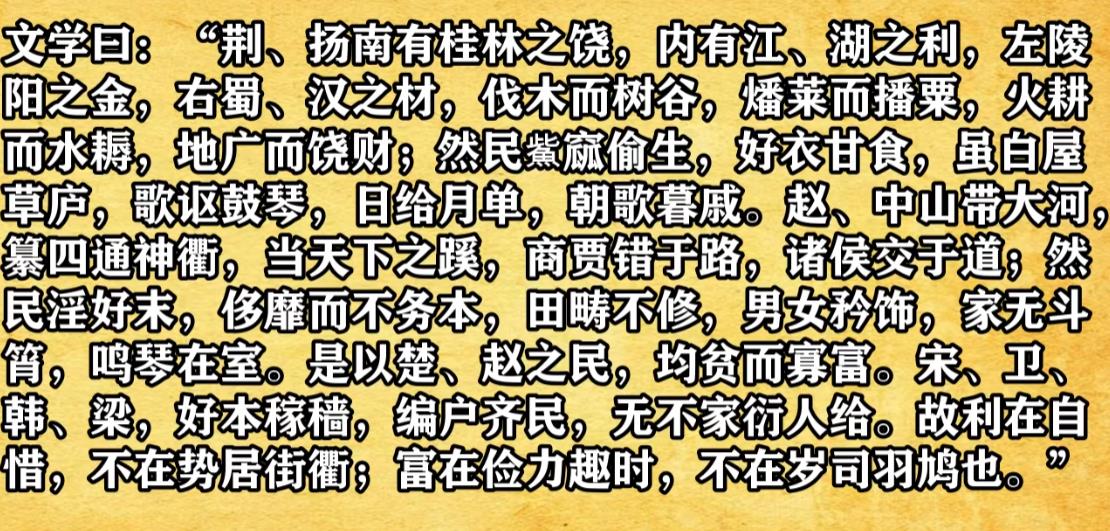 文学曰：“荆、扬南有桂林之饶，内有江、湖之利，左陵
阳之金，右蜀、汉之材，伐木而树谷，燔莱而播粟，火耕
而水耨，地广而饶财；然民鮆窳偷生，好衣甘食，虽白屋
草庐，歌讴鼓琴，日给月单，朝歌暮戚。赵、中山带大河，
纂四通神衢，当天下之蹊，商贾错于路，诸侯交于道；然
民淫好末，侈靡而不务本，田畴不修，男女矜饰，家无斗
筲，鸣琴在室。是以楚、赵之民，均贫而寡富。宋、卫、
韩、梁，好本稼穑，编户齐民，无不家衍人给。故利在自
惜，不在势居街衢；富在俭力趣时，不在岁司羽鸠也。”